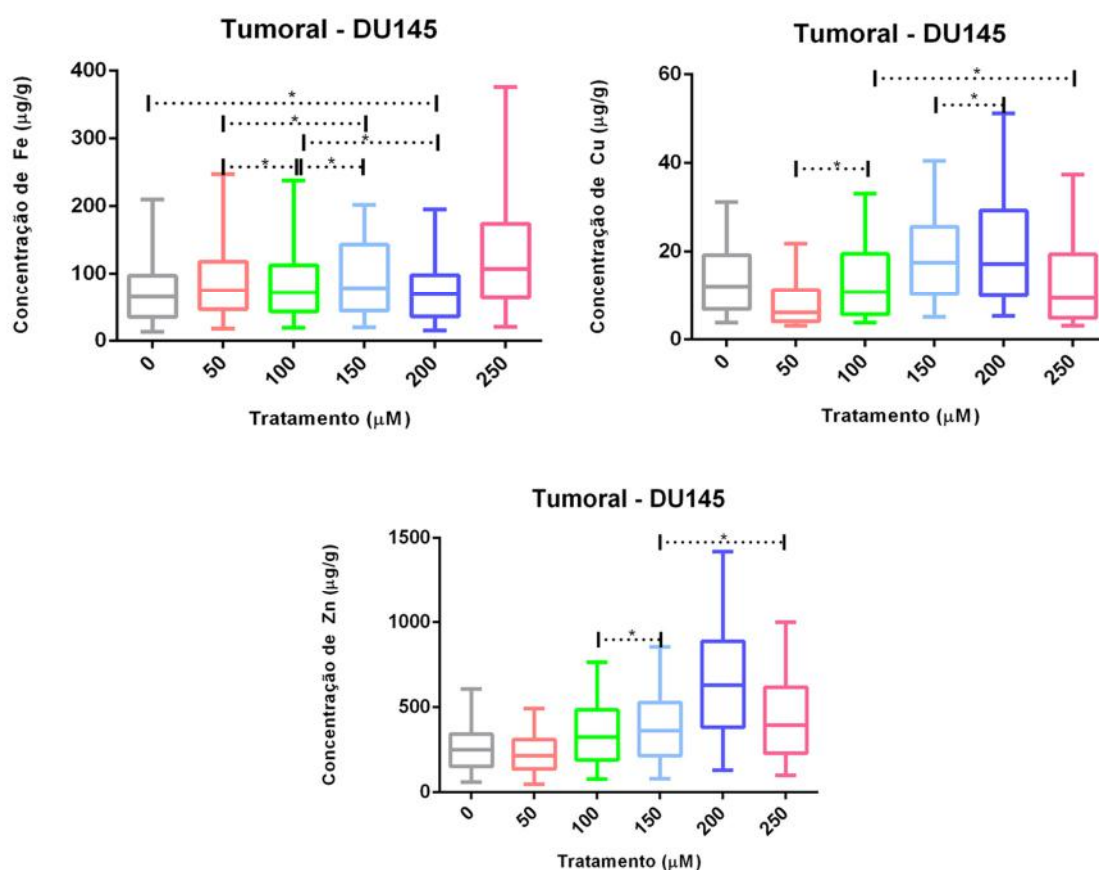 Tumoral - DU145
Concentração de Fe (µg/g)
400
300
200
100
0
* * * * *
0 50 100 150 200 250
Tratamento (µM)
Tumoral - DU145
Concentração de Cu (µg/g)
60
40
20
0
* * *
0 50 100 150 200 250
Tratamento (µM)
Tumoral - DU145
Concentração de Zn (µg/g)
1500
1000
500
0
* *
0 50 100 150 200 250
Tratamento (µM)